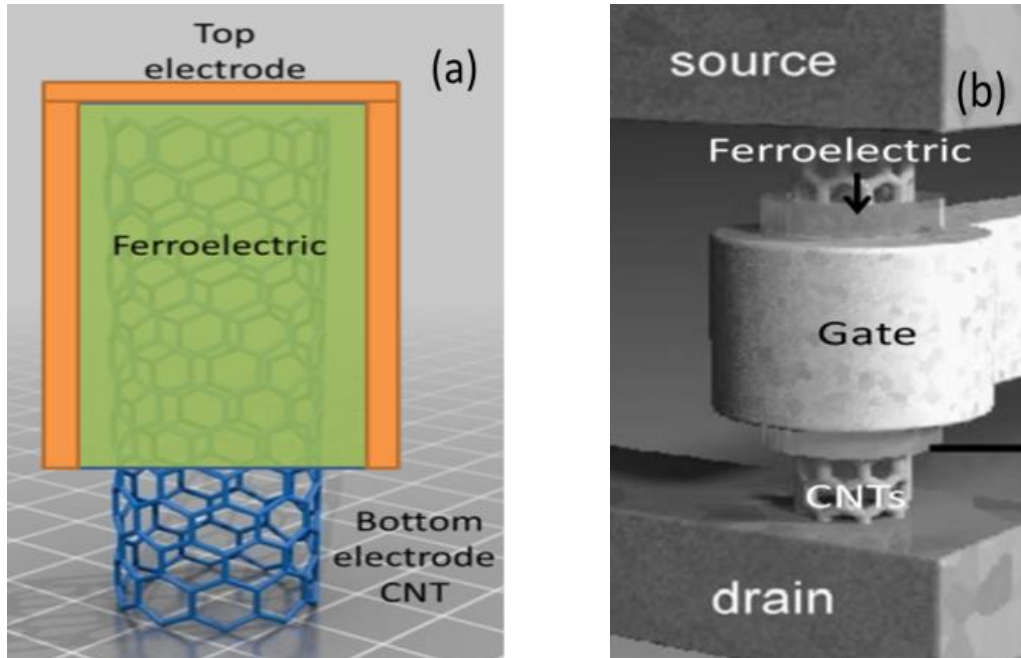 Top
electrode
(a)
Ferroelectric
Bottom
electrode
CNT
source
(b)
Ferroelectric
Gate
CNTs
drain